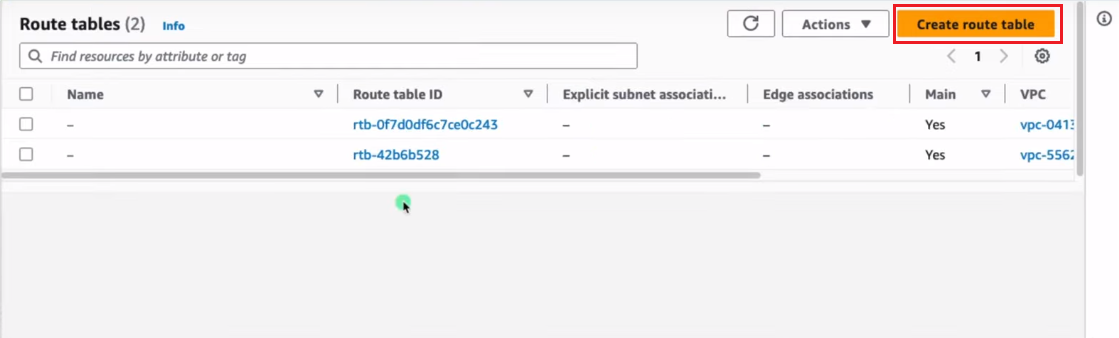 Route tables (2) Info Actions Create route table
Find resources by attribute or tag 1
Name Route table ID Explicit subnet associati... Edge associations Main VPC
– rtb-0f7d0df6c7ce0c243 – – Yes vpc-0413
– rtb-42b6b528 – – Yes vpc-5562